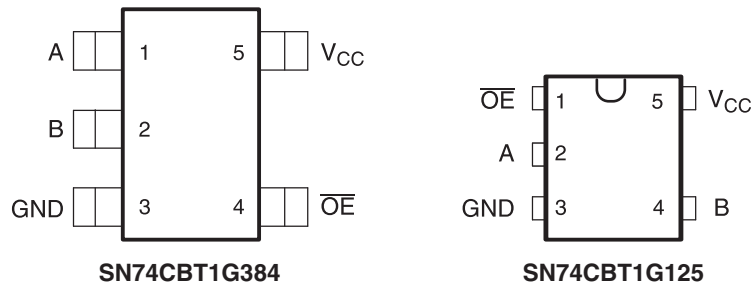 A 1 5 VCC
B 2
GND 3 4 OE
SN74CBT1G384
OE 1 5 VCC
A 2
GND 3 4 B
SN74CBT1G125